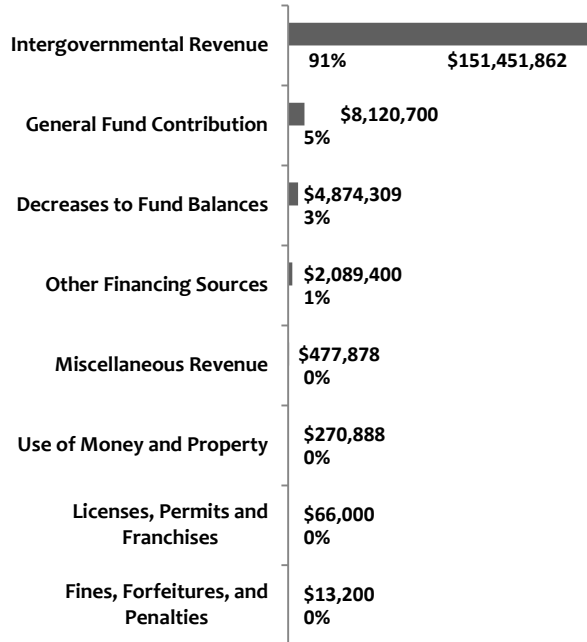 Intergovernmental Revenue
91% $151,451,862
General Fund Contribution
$8,120,700
5%
Decreases to Fund Balances
$4,874,309
3%
Other Financing Sources
$2,089,400
1%
Miscellaneous Revenue
$477,878
0%
Use of Money and Property
$270,888
0%
Licenses, Permits and
Franchises
$66,000
0%
Fines, Forfeitures, and
Penalties
$13,200
0%